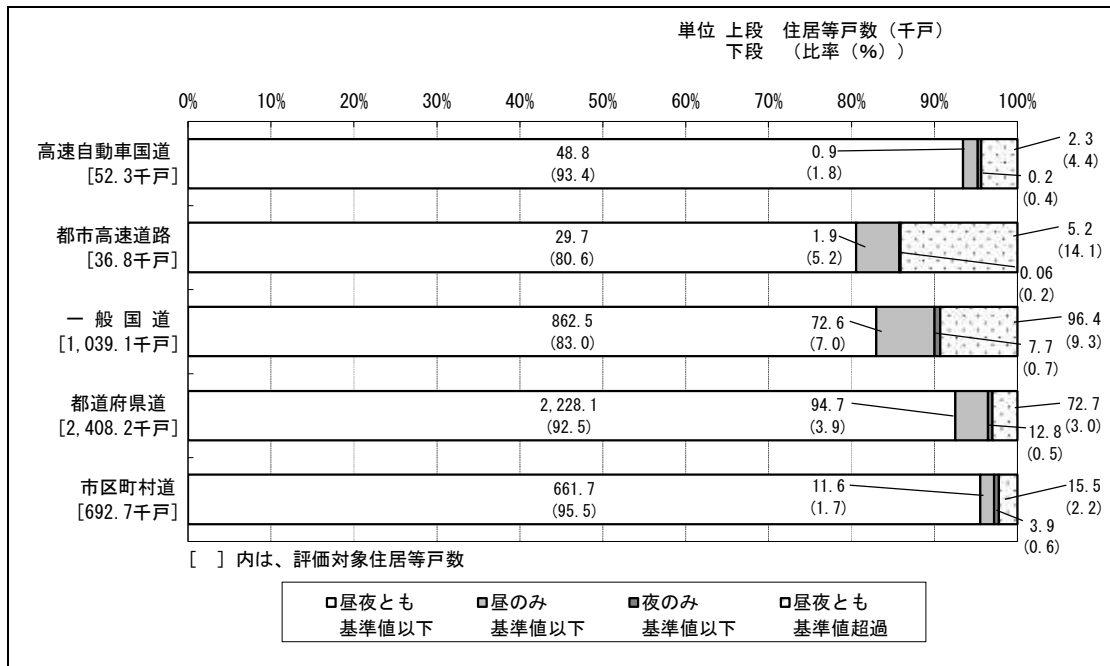 単位 上段 住居等戸数(千戸)
下段 (比率(%))
0% 10% 20% 30% 40% 50% 60% 70% 80% 90% 100%
高速自動車国道
[52.3千戸]
48.8
(93.4)
0.9
(1.8)
0.2
(0.4)
2.3
(4.4)
都市高速道路
[36.8千戸]
29.7
(80.6)
1.9
(5.2)
0.06
(0.2)
5.2
(14.1)
一般国道
[1,039.1千戸]
862.5
(83.0)
72.6
(7.0)
7.7
(0.7)
96.4
(9.3)
都道府県道
[2,408.2千戸]
2,228.1
(92.5)
94.7
(3.9)
12.8
(0.5)
72.7
(3.0)
市区町村道
[692.7千戸]
661.7
(95.5)
11.6
(1.7)
3.9
(0.6)
15.5
(2.2)
[ ]内は、評価対象住居等戸数
昼夜とも
基準値以下
昼のみ
基準値以下
夜のみ
基準値以下
昼夜とも
基準値超過